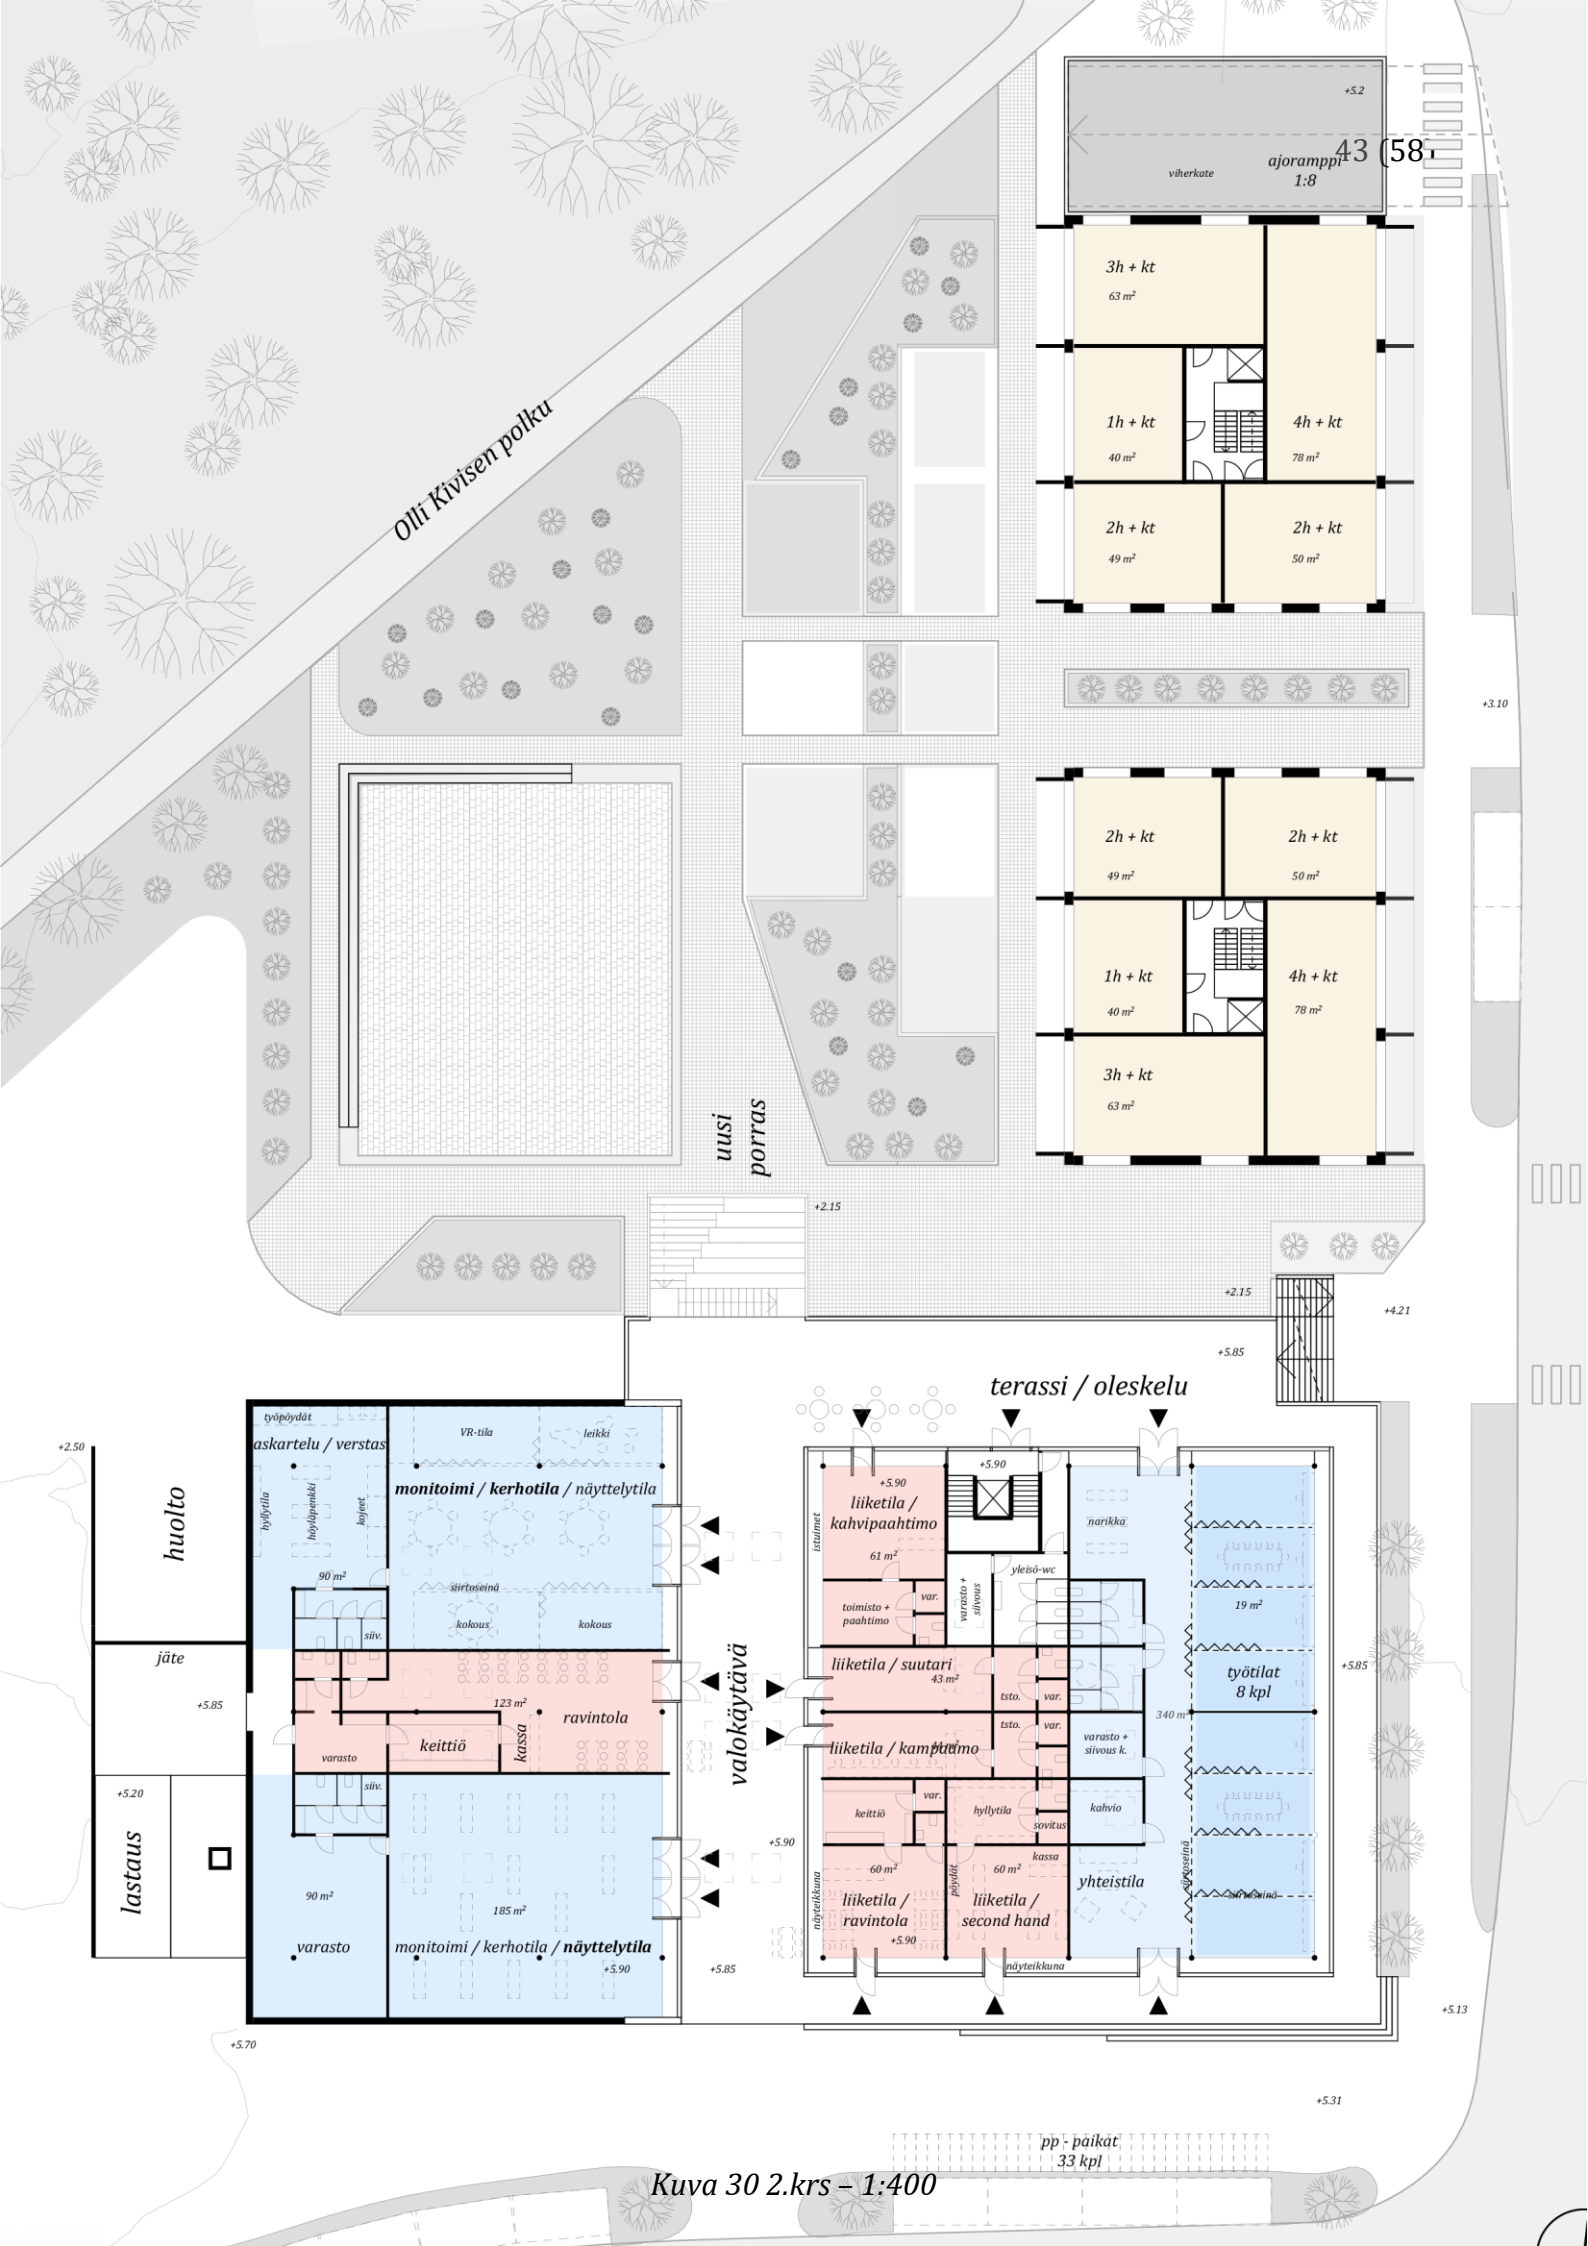 +5.2
43 (58)
ajoramppi
1:8
viherkate
3h + kt
63 m²
1h + kt
40 m²
4h + kt
78 m²
2h + kt
49 m²
2h + kt
50 m²
Olli Kivisen polku
+3.10
2h + kt
49 m²
2h + kt
50 m²
1h + kt
40 m²
4h + kt
78 m²
3h + kt
63 m²
uusi
porras
+2.15
+2.15
+4.21
+5.85
terassi / oleskelu
työpöydät
askartelu / verstas
VR-tila
leikki
monitoimi / kerhotila / näyttelytila
+2.50
huolto
hyllytila
höyläpenkki
kojeet
90 m²
siirtoseinä
kokous
kokous
siiv.
jäte
+5.85
123 m²
ravintola
keittiö
kassa
varasto
siiv.
+5.20
lastaus
90 m²
varasto
185 m²
monitoimi / kerhotila / näyttelytila
+5.90
+5.70
valokäytävä
+5.90
+5.85
+5.90
+5.90
liiketila /
kahvipaahtimo
istuimet
61 m²
toimisto +
paahtimo
var.
varasto +
siivous
yleisö-wc
narikka
19 m²
työtilat
8 kpl
+5.85
liiketila / suutari
43 m²
tsto.
var.
340 m²
tsto.
var.
liiketila / kampaamo
varasto +
siivous k.
var.
keittiö
hyllytila
sovitus
kahvio
kassa
60 m²
60 m²
näyteikkuna
pöydät
yhteistila
siirtoseinä
siirtoseinä
liiketila /
ravintola
liiketila /
second hand
+5.90
näyteikkuna
+5.13
+5.31
pp - paikat
33 kpl
Kuva 30 2.krs – 1:400